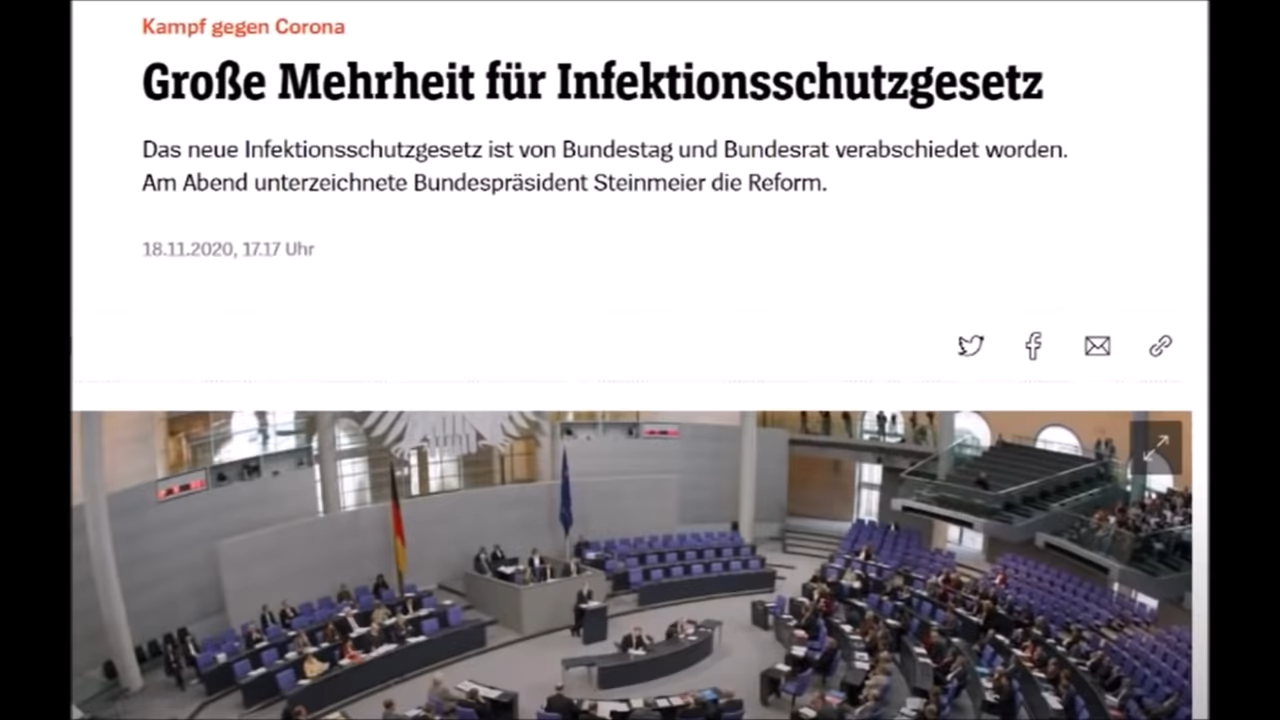 Kampf gegen Corona
Große Mehrheit für Infektionsschutzgesetz
Das neue Infektionsschutzgesetz ist von Bundestag und Bundesrat verabschiedet worden.
Am Abend unterzeichnete Bundespräsident Steinmeier die Reform.
18.11.2020, 17.17 Uhr